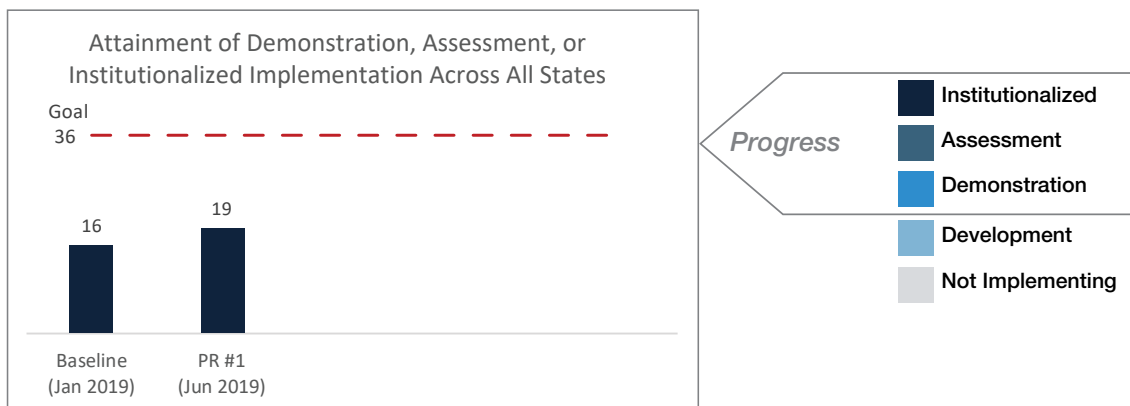 Attainment of Demonstration, Assessment, or
Institutionalized Implementation Across All States
Goal
36
16
19
Baseline
(Jan 2019)
PR #1
(Jun 2019)
Progress
Institutionalized
Assessment
Demonstration
Development
Not Implementing